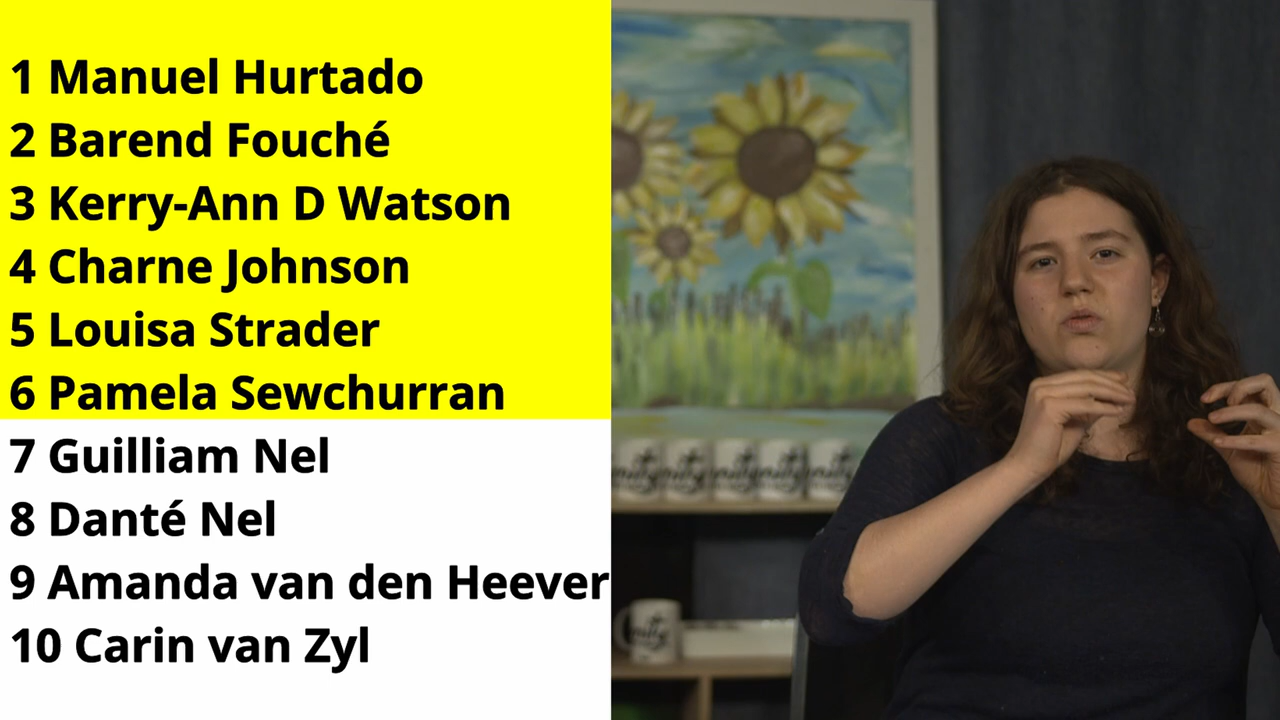 1 Manuel Hurtado
2 Barend Fouché
3 Kerry-Ann D Watson
4 Charne Johnson
5 Louisa Strader
6 Pamela Sewchurran
7 Guilliam Nel
8 Danté Nel
9 Amanda van den Heever
10 Carin van Zyl